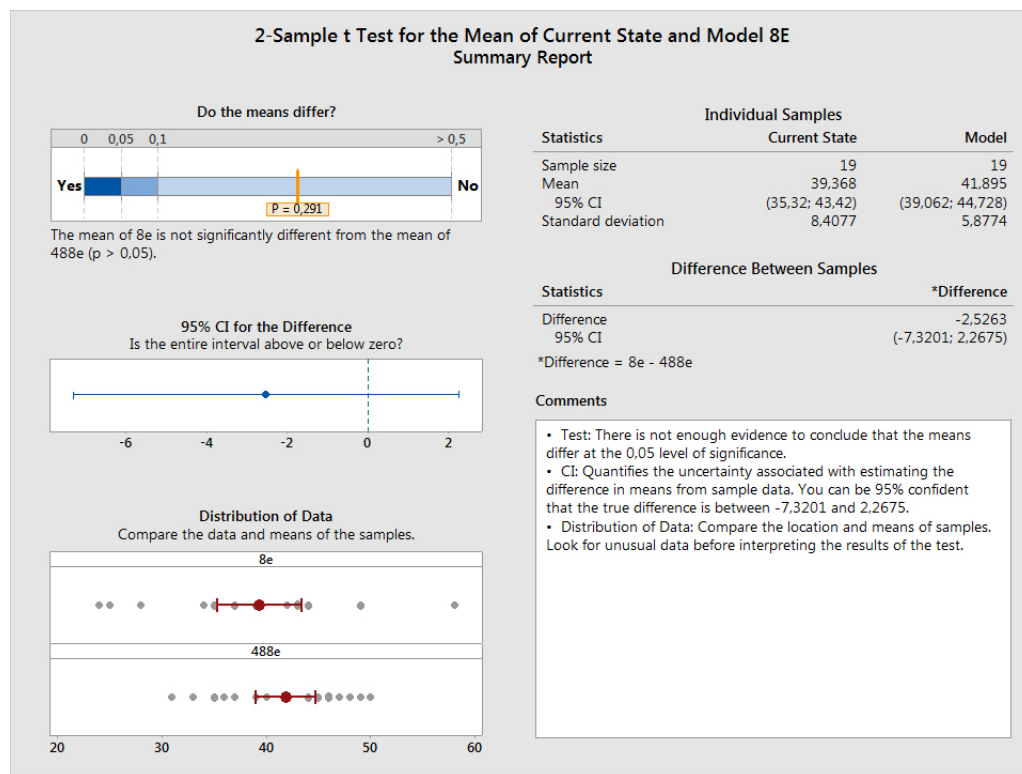 2-Sample t Test for the Mean of Current State and Model 8E
Summary Report
Do the means differ?
0 0,05 0,1 > 0,5
Yes No
P = 0,291
The mean of 8e is not significantly different from the mean of
488e (p > 0,05).
95% CI for the Difference
Is the entire interval above or below zero?
-6 -4 -2 0 2
Distribution of Data
Compare the data and means of the samples.
8e
488e
20 30 40 50 60
Individual Samples
Statistics Current State Model
Sample size 19 19
Mean 39,368 41,895
95% CI (35,32; 43,42) (39,062; 44,728)
Standard deviation 8,4077 5,8774
Difference Between Samples
Statistics *Difference
Difference -2,5263
95% CI (-7,3201; 2,2675)
*Difference = 8e - 488e
Comments
• Test: There is not enough evidence to conclude that the means
differ at the 0,05 level of significance.
• CI: Quantifies the uncertainty associated with estimating the
difference in means from sample data. You can be 95% confident
that the true difference is between -7,3201 and 2,2675.
• Distribution of Data: Compare the location and means of samples.
Look for unusual data before interpreting the results of the test.